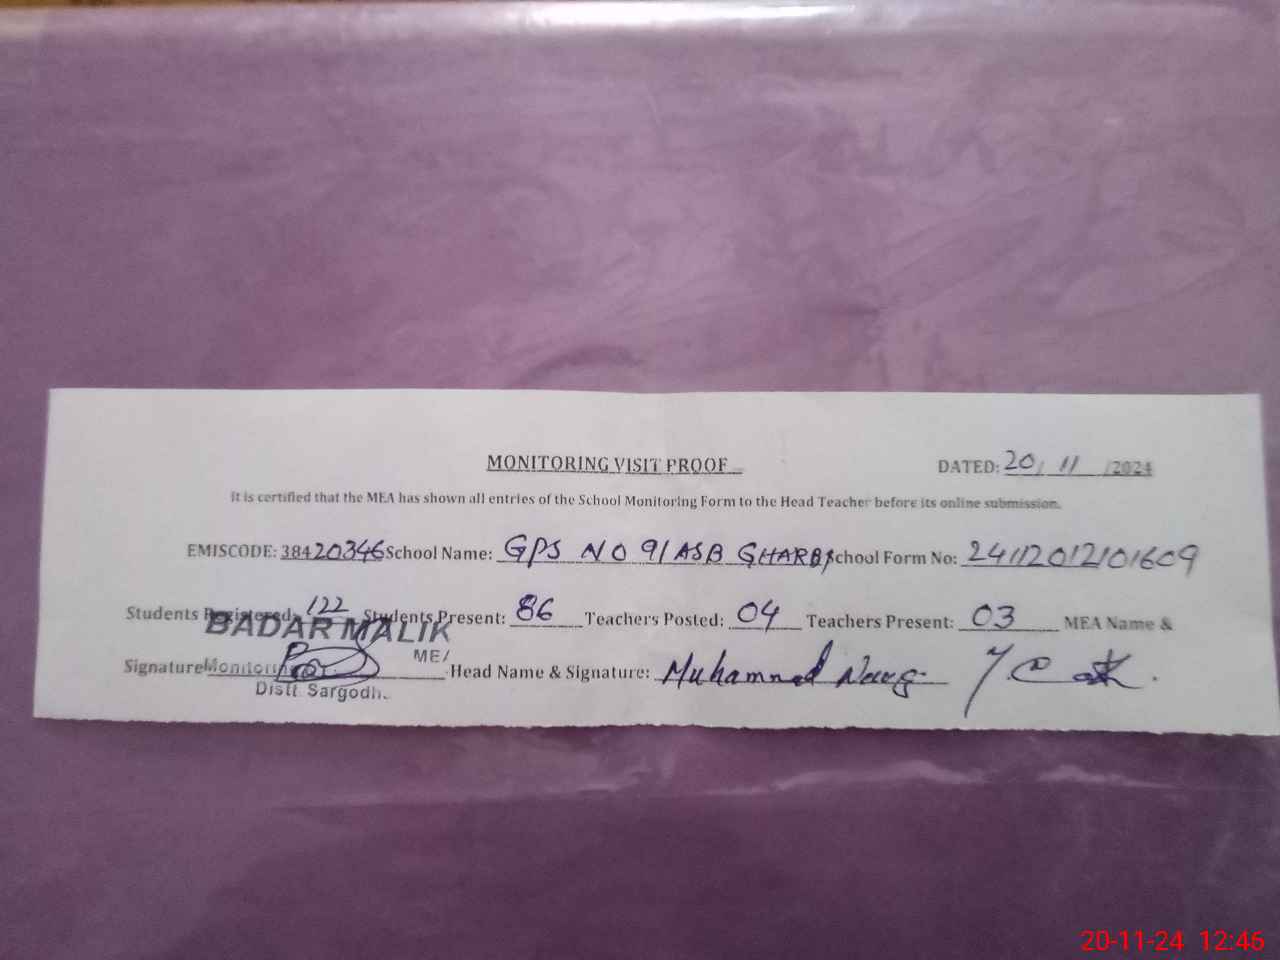 MONITORING VISIT PROOF DATED: 20/ 11 /2024
It is certified that the MEA has shown all entries of the School Monitoring Form to the Head Teacher before its online submission.
EMISCODE: 38420346 School Name: GPS NO 91 ASB GHARBI School Form No: 2411201210 1609
Students Registered: 122 Students Present: 86 Teachers Posted: 04 Teachers Present: 03 MEA Name &
BADAR MALIK
MEA
Signature Monitoring Head Name & Signature: Muhammad
Distt. Sargodh.
20-11-24 12:46